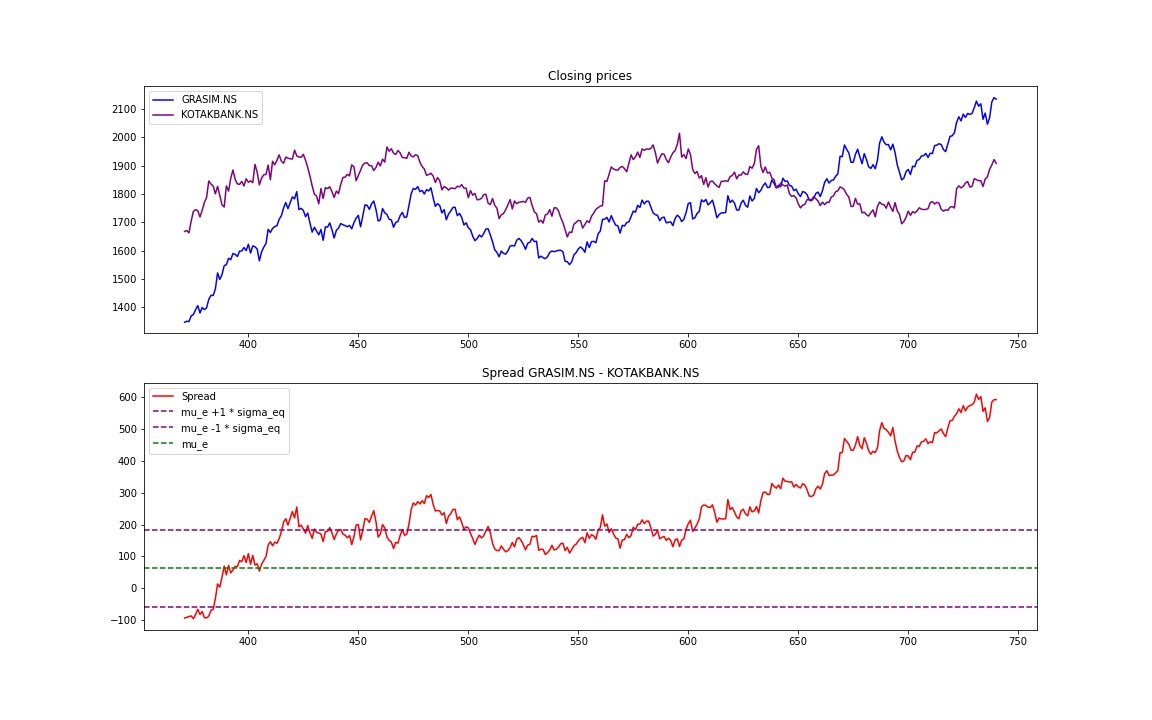 Closing prices
GRASIM.NS
KOTAKBANK.NS
2100
2000
1900
1800
1700
1600
1500
1400
400 450 500 550 600 650 700 750
Spread GRASIM.NS - KOTAKBANK.NS
Spread
mu_e +1 * sigma_eq
mu_e -1 * sigma_eq
mu_e
600
500
400
300
200
100
0
−100
400 450 500 550 600 650 700 750